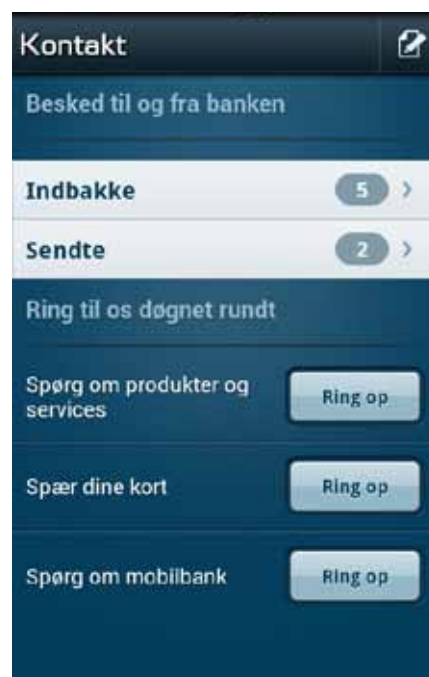 Kontakt
Besked til og fra banken
Indbakke 5
Sendte 2
Ring til os døgnet rundt
Spørg om produkter og
services
Ring op
Spær dine kort Ring op
Spørg om mobilbank Ring op